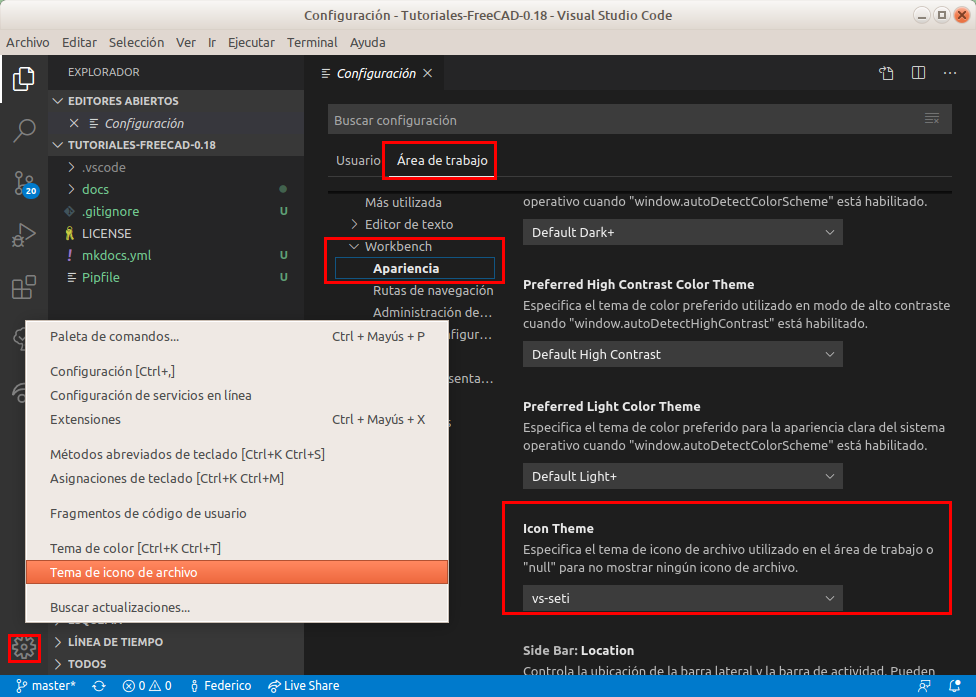 Configuración - Tutoriales-FreeCAD-0.18 - Visual Studio Code
Archivo Editar Selección Ver Ir Ejecutar Terminal Ayuda
EXPLORADOR
EDITORES ABIERTOS
Configuración
TUTORIALES-FREECAD-0.18
.vscode
docs
.gitignore U
LICENSE
mkdocs.yml U
Pipfile U
20
Paleta de comandos... Ctrl + Mayús + P
Configuración [Ctrl+,]
Configuración de servicios en línea
Extensiones Ctrl + Mayús + X
Métodos abreviados de teclado [Ctrl+K Ctrl+S]
Asignaciones de teclado [Ctrl+K Ctrl+M]
Fragmentos de código de usuario
Tema de color [Ctrl+K Ctrl+T]
Tema de icono de archivo
Buscar actualizaciones...
LÍNEA DE TIEMPO
TODOS
Configuración
Buscar configuración
Usuario Área de trabajo
Más utilizada
Editor de texto
Workbench
Apariencia
Rutas de navegación
Administración de...
operativo cuando "window.autoDetectColorScheme" está habilitado.
Default Dark+
Preferred High Contrast Color Theme
Especifica el tema de color preferido utilizado en modo de alto contraste
cuando "window.autoDetectHighContrast" está habilitado.
Default High Contrast
Preferred Light Color Theme
Especifica el tema de color preferido para la apariencia clara del sistema
operativo cuando "window.autoDetectColorScheme" está habilitado.
Default Light+
Icon Theme
Especifica el tema de icono de archivo utilizado en el área de trabajo o
"null" para no mostrar ningún icono de archivo.
vs-seti
Side Bar: Location
Controla la ubicación de la barra lateral y la barra de actividad. Pueden
master* 0 0 Federico Live Share